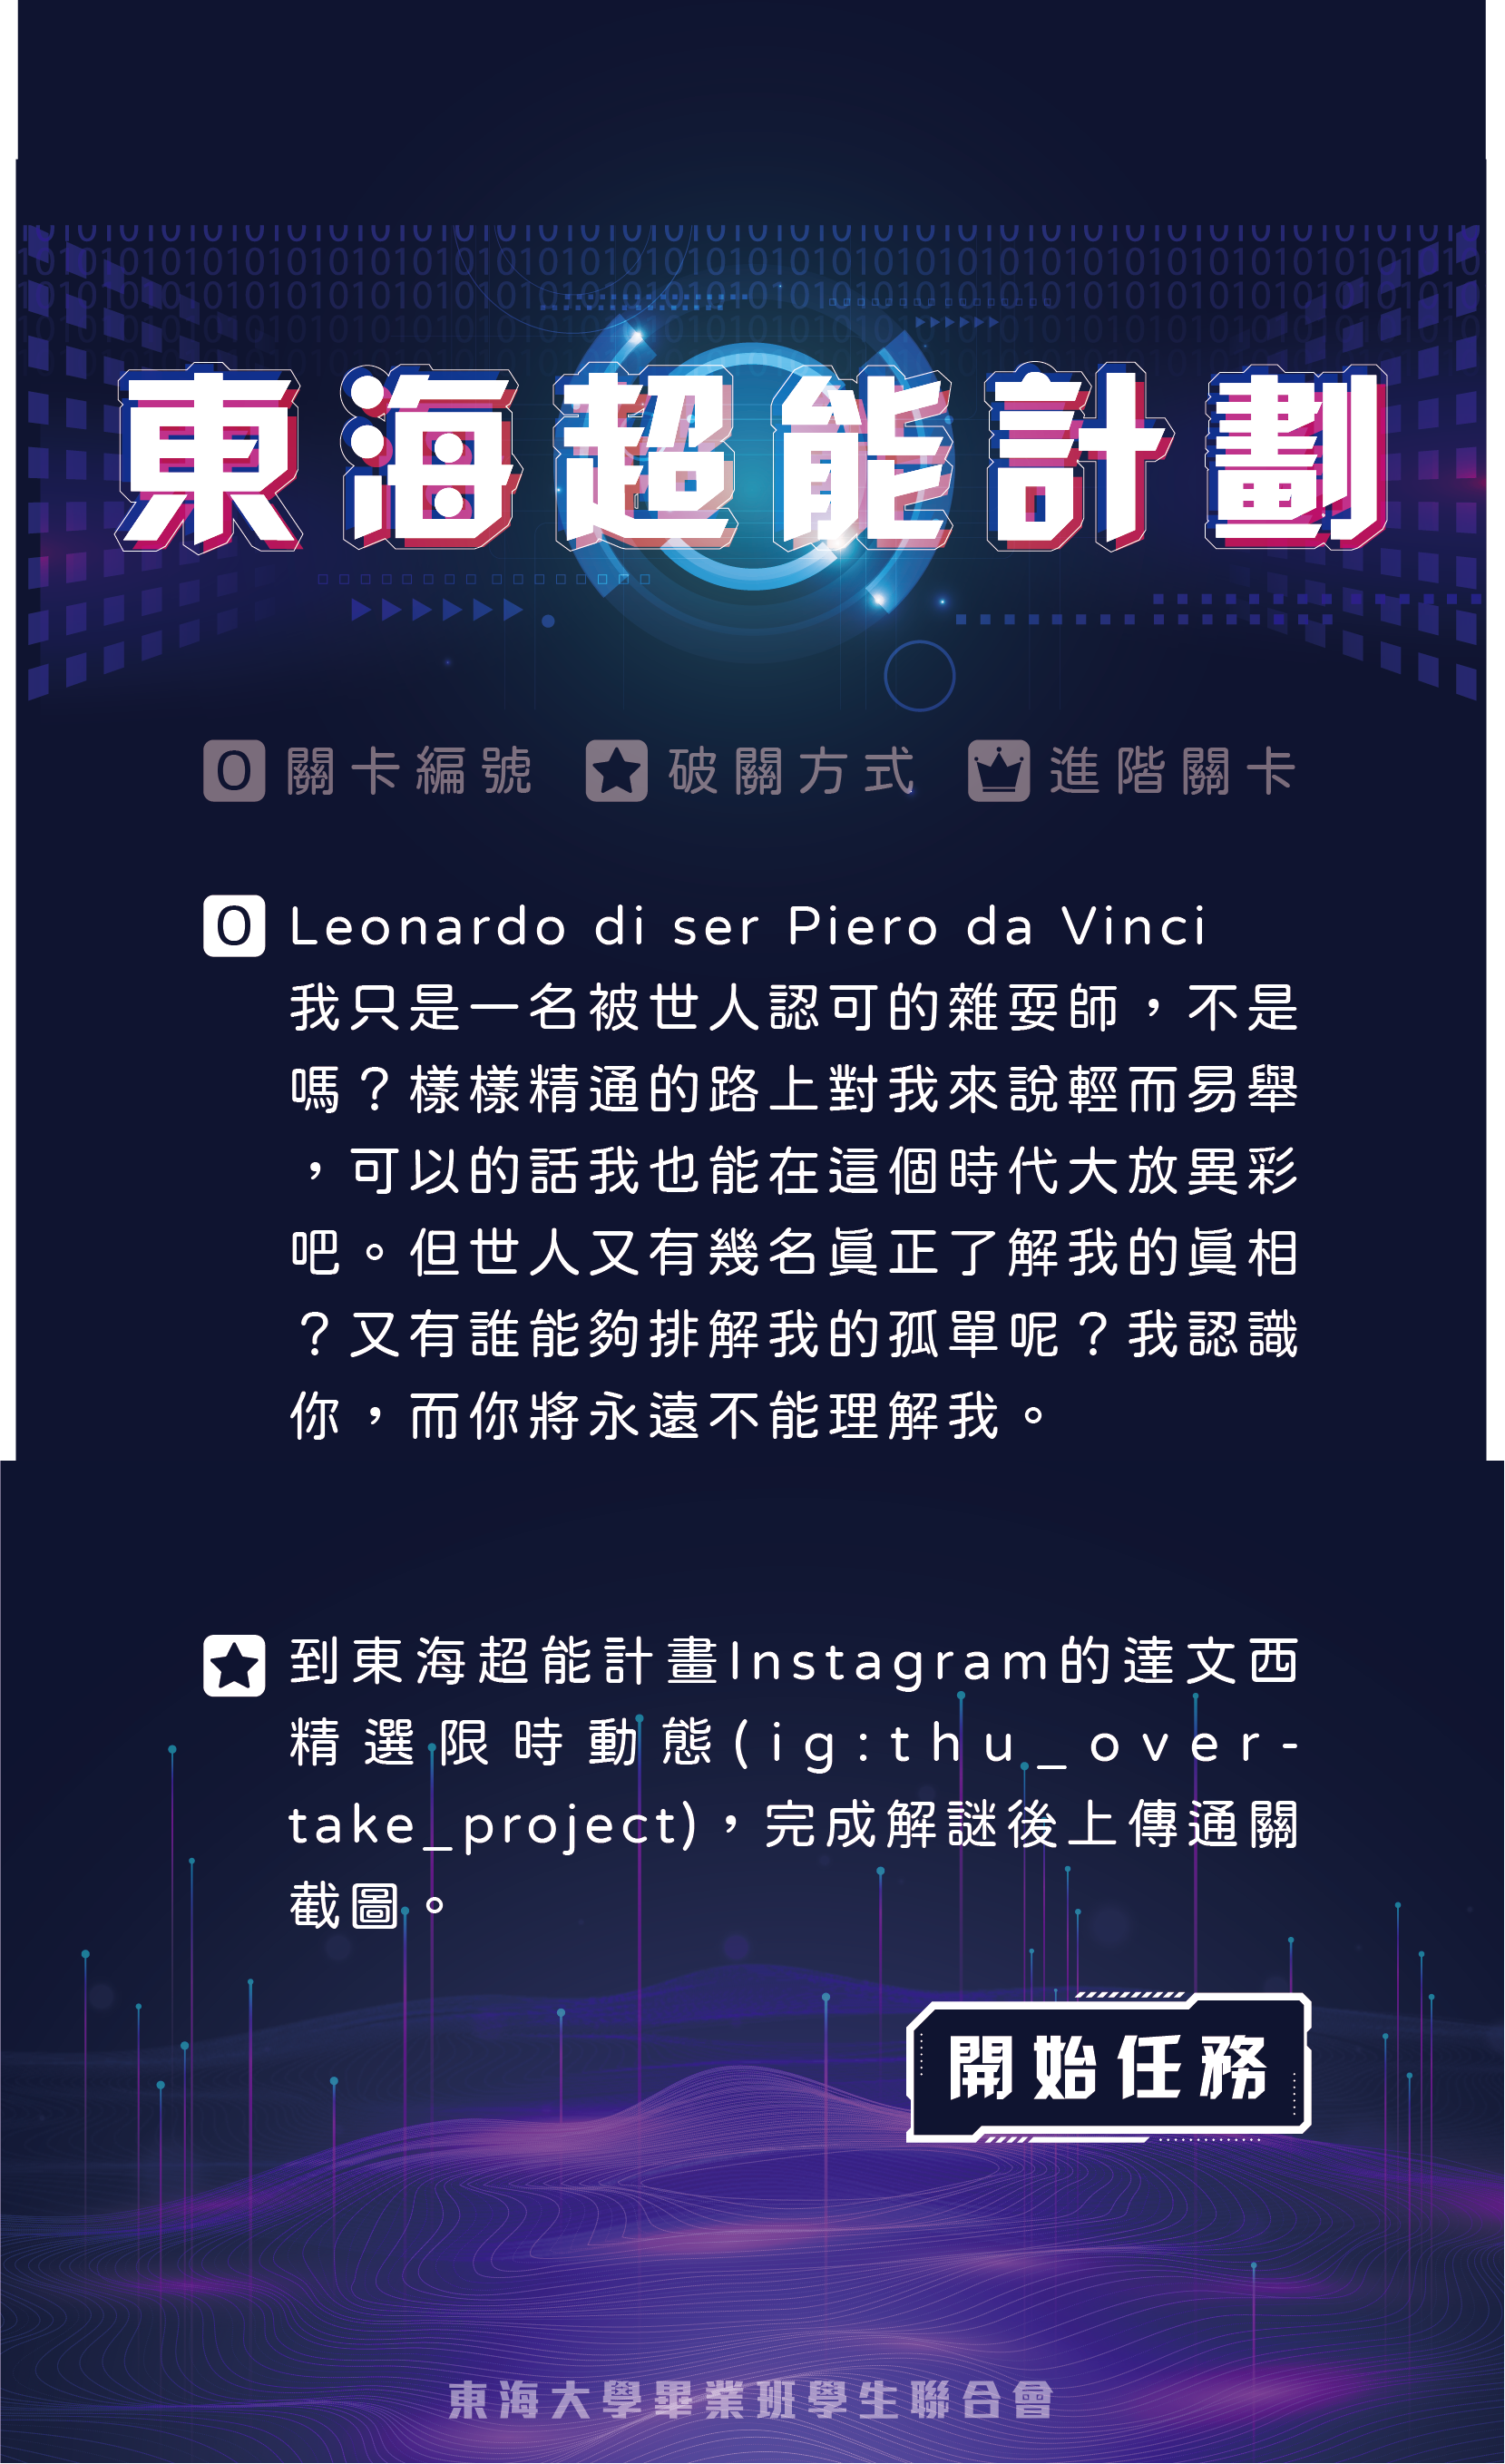 東海超能計劃
0 關卡編號 ★ 破關方式 進階關卡
0 Leonardo di ser Piero da Vinci
我只是一名被世人認可的雜耍師，不是
嗎？樣樣精通的路上對我來說輕而易舉
，可以的話我也能在這個時代大放異彩
吧。但世人又有幾名真正了解我的真相
？又有誰能夠排解我的孤單呢？我認識
你，而你將永遠不能理解我。
★ 到東海超能計畫Instagram的達文西
精選限時動態(ig:thu_over-
take_project)，完成解謎後上傳通關
截圖。
開始任務
東海大學畢業班學生聯合會